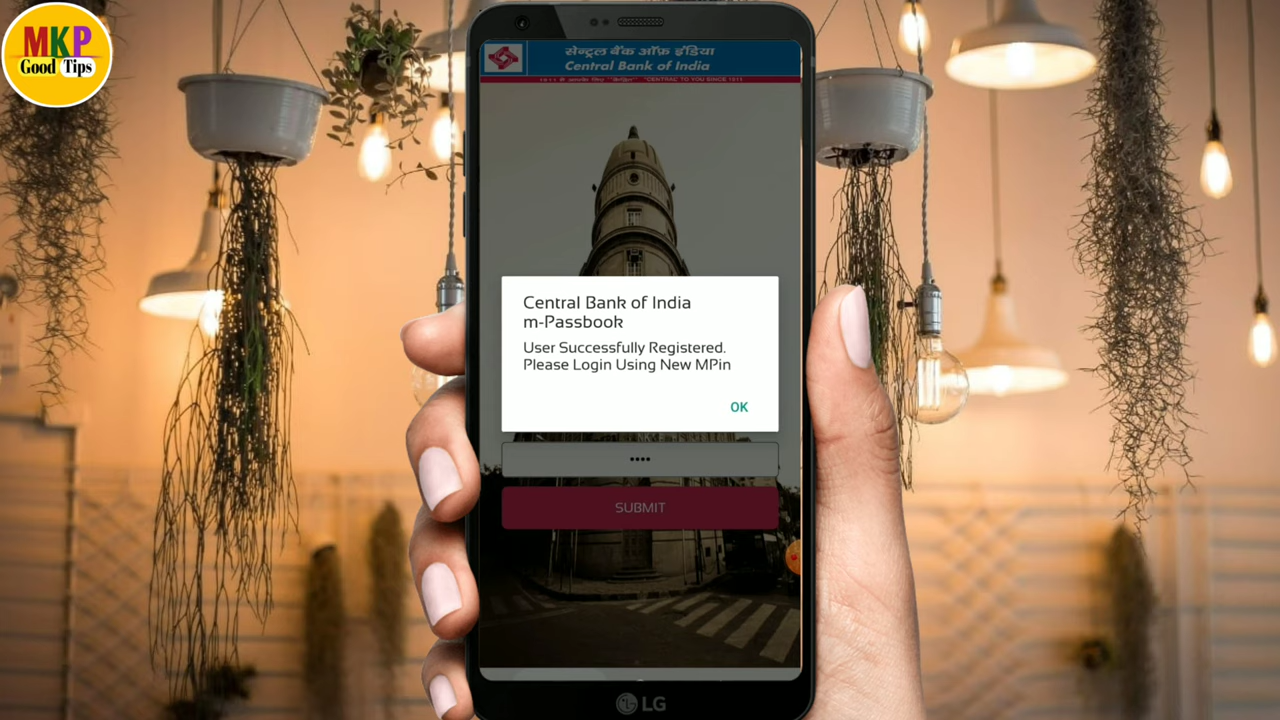 MKP
Good Tips
सेन्ट्रल बैंक ऑफ़ इंडिया
Central Bank of India
"CENTRAL" TO YOU SINCE 1911
Central Bank of India
m-Passbook
User Successfully Registered.
Please Login Using New MPin
OK
••••
SUBMIT
LG